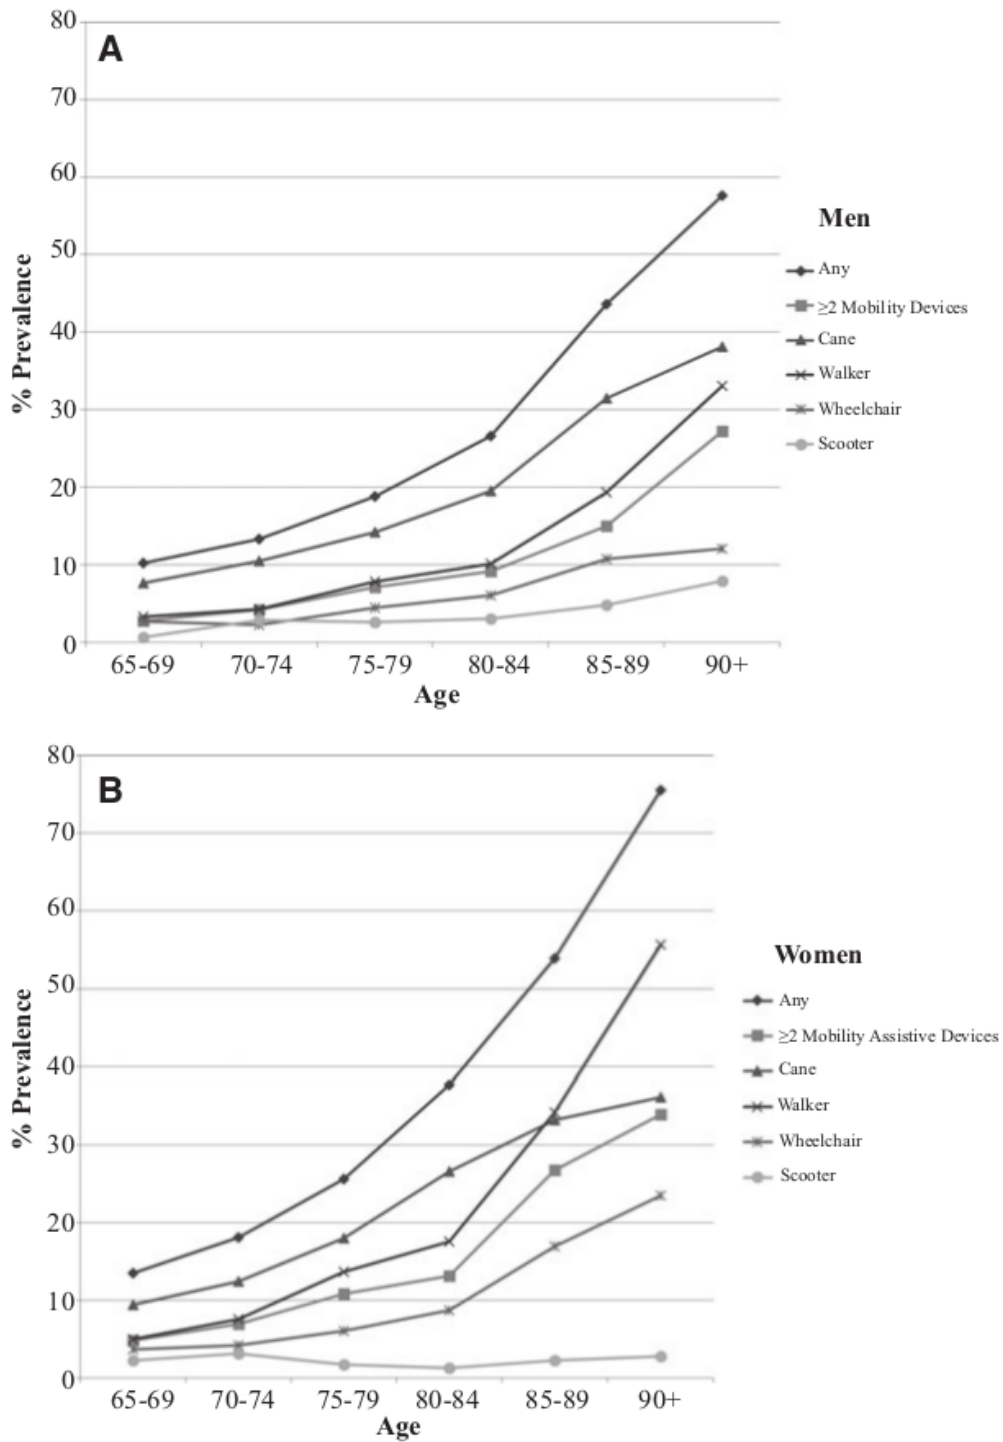 80
A
70
60
50
40
30
20
10
0
% Prevalence
65-69 70-74 75-79 80-84 85-89 90+
Age
Men
Any
≥2 Mobility Devices
Cane
Walker
Wheelchair
Scooter
80
B
70
60
50
40
30
20
10
0
% Prevalence
65-69 70-74 75-79 80-84 85-89 90+
Age
Women
Any
≥2 Mobility Assistive Devices
Cane
Walker
Wheelchair
Scooter